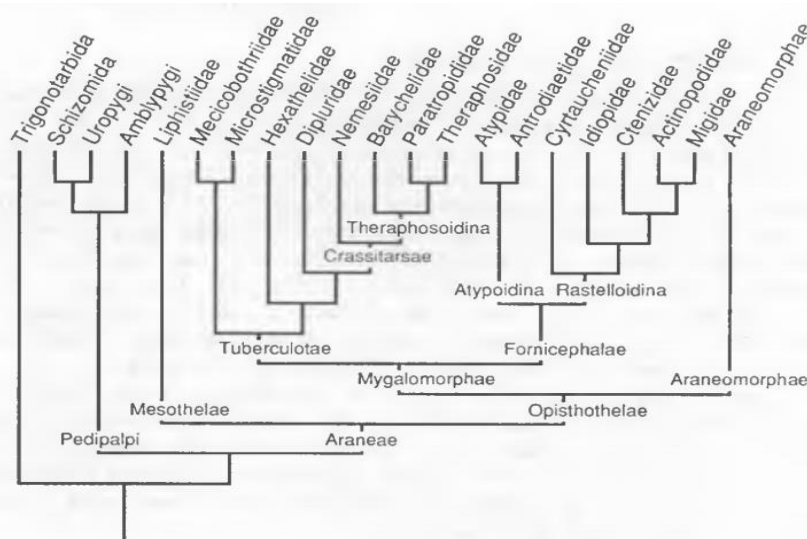 Trigonotarbida
Schizomida
Uropygi
Amblypygi
Liphistiidae
Mecicobothriidae
Microstigmatidae
Hexathelidae
Dipluridae
Nemesiidae
Barychelidae
Paratropididae
Theraphosidae
Atypidae
Antrodiaetidae
Cyrtaucheniidae
Idiopidae
Ctenizidae
Actinopodidae
Migidae
Araneomorphae
Theraphosoidina
Crassitarsae
Atypoidina Rastelloidina
Tuberculotae Fornicephalae
Mygalomorphae Araneomorphae
Mesothelae Opisthothelae
Pedipalpi Araneae